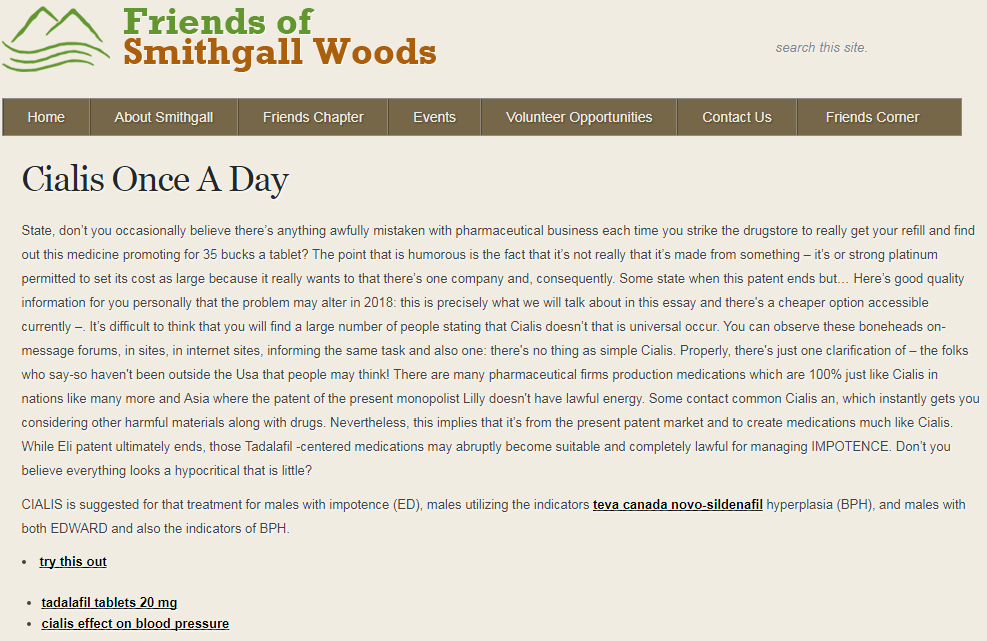 Friends of
Smithgall Woods
search this site.
Home About Smithgall Friends Chapter Events Volunteer Opportunities Contact Us Friends Corner
Cialis Once A Day
State, don’t you occasionally believe there’s anything awfully mistaken with pharmaceutical business each time you strike the drugstore to really get your refill and find
out this medicine promoting for 35 bucks a tablet? The point that is humorous is the fact that it’s not really that it’s made from something – it’s or strong platinum
permitted to set its cost as large because it really wants to that there’s one company and, consequently. Some state when this patent ends but… Here’s good quality
information for you personally that the problem may alter in 2018: this is precisely what we will talk about in this essay and there’s a cheaper option accessible
currently –. It’s difficult to think that you will find a large number of people stating that Cialis doesn’t that is universal occur. You can observe these boneheads on-
message forums, in sites, in internet sites, informing the same task and also one: there's no thing as simple Cialis. Properly, there's just one clarification of – the folks
who say-so haven't been outside the Usa that people may think! There are many pharmaceutical firms production medications which are 100% just like Cialis in
nations like many more and Asia where the patent of the present monopolist Lilly doesn't have lawful energy. Some contact common Cialis an, which instantly gets you
considering other harmful materials along with drugs. Nevertheless, this implies that it’s from the present patent market and to create medications much like Cialis.
While Eli patent ultimately ends, those Tadalafil -centered medications may abruptly become suitable and completely lawful for managing IMPOTENCE. Don’t you
believe everything looks a hypocritical that is little?
CIALIS is suggested for that treatment for males with impotence (ED), males utilizing the indicators teva canada novo-sildenafil hyperplasia (BPH), and males with
both EDWARD and also the indicators of BPH.
• try this out
• tadalafil tablets 20 mg
• cialis effect on blood pressure